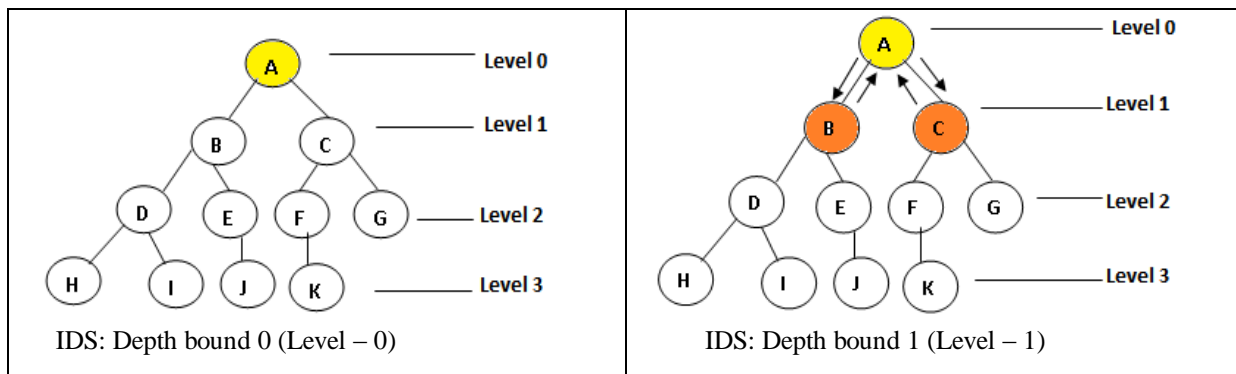 A
Level 0
B
C
Level 1
D
E
F
G
Level 2
H
I
J
K
Level 3
IDS: Depth bound 0 (Level – 0)
A
Level 0
B
C
Level 1
D
E
F
G
Level 2
H
I
J
K
Level 3
IDS: Depth bound 1 (Level – 1)